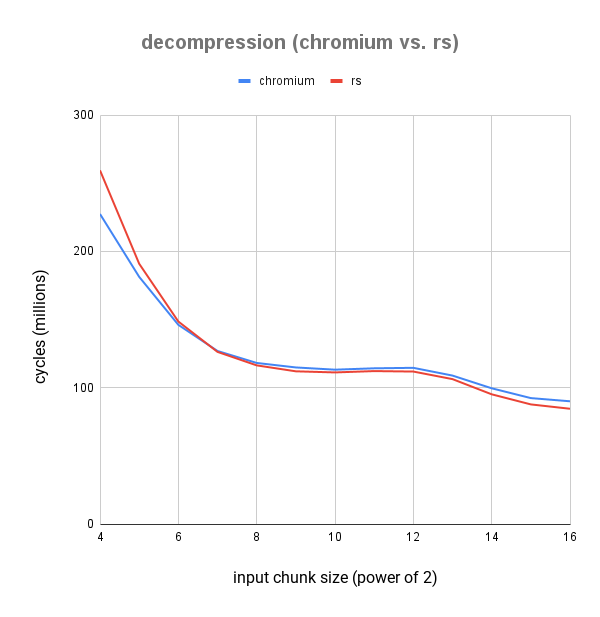 decompression (chromium vs. rs)
chromium rs
300
200
100
0
cycles (millions)
4 6 8 10 12 14 16
input chunk size (power of 2)